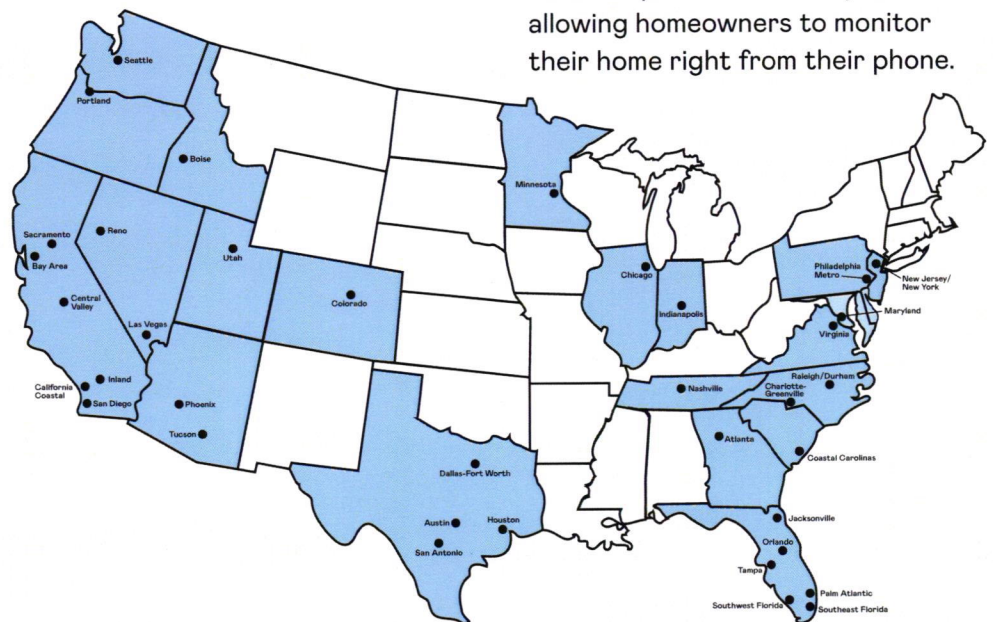 allowing homeowners to monitor
their home right from their phone.
Seattle
Portland
Boise
Minnesota
Sacramento
Reno
Bay Area
Utah
Chicago
Philadelphia
Metro
New Jersey/
New York
Central
Valley
Colorado
Indianapolis
Maryland
Las Vegas
Virginia
Inland
California
Coastal
San Diego
Phoenix
Nashville
Raleigh/Durham
Charlotte-
Greenville
Tucson
Atlanta
Coastal Carolinas
Dallas-Fort Worth
Austin
Houston
Jacksonville
San Antonio
Orlando
Tampa
Palm Atlantic
Southwest Florida
Southeast Florida